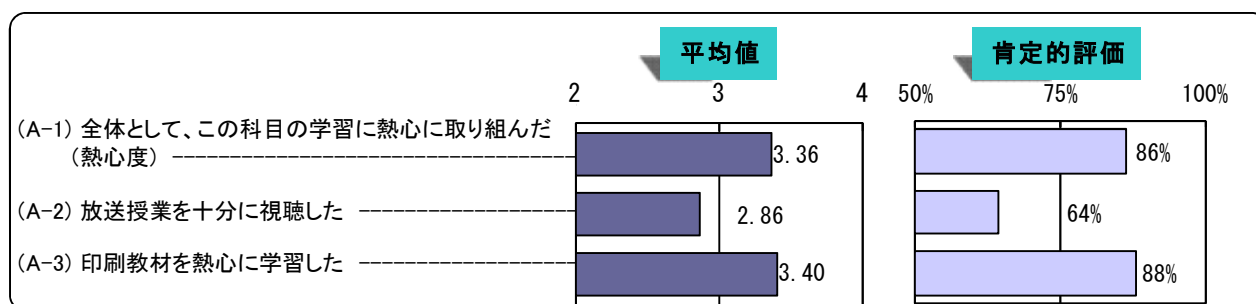 平均値
肯定的評価
2 3 4
50% 75% 100%
(A-1) 全体として、この科目の学習に熱心に取り組んだ
(熱心度)
3.36
86%
(A-2) 放送授業を十分に視聴した
2.86
64%
(A-3) 印刷教材を熱心に学習した
3.40
88%